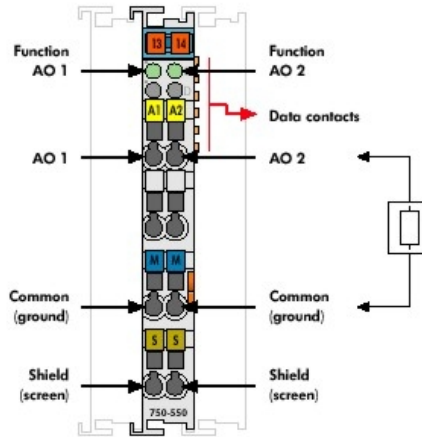 13 14
Function
AO 1
Function
AO 2
A1 A2
Data contacts
AO 1
AO 2
M M
Common
(ground)
Common
(ground)
S S
Shield
(screen)
Shield
(screen)
750-550